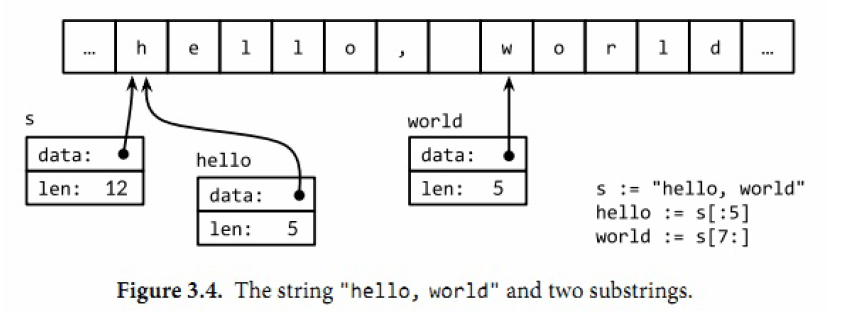 ... h e l l o , w o r l d ...
s
data:
len: 12
hello
data:
len: 5
world
data:
len: 5
s := "hello, world"
hello := s[:5]
world := s[7:]
Figure 3.4. The string "hello, world" and two substrings.